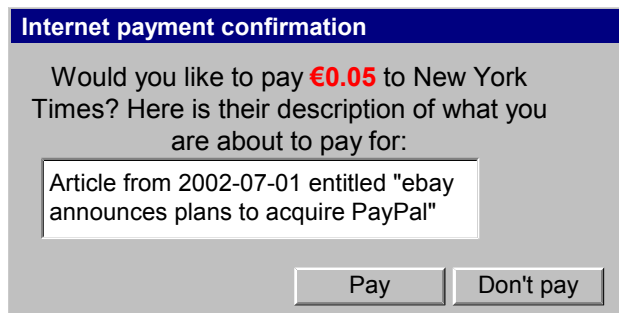 Internet payment confirmation
Would you like to pay €0.05 to New York
Times? Here is their description of what you
are about to pay for:
Article from 2002-07-01 entitled "ebay
announces plans to acquire PayPal"
Pay
Don't pay